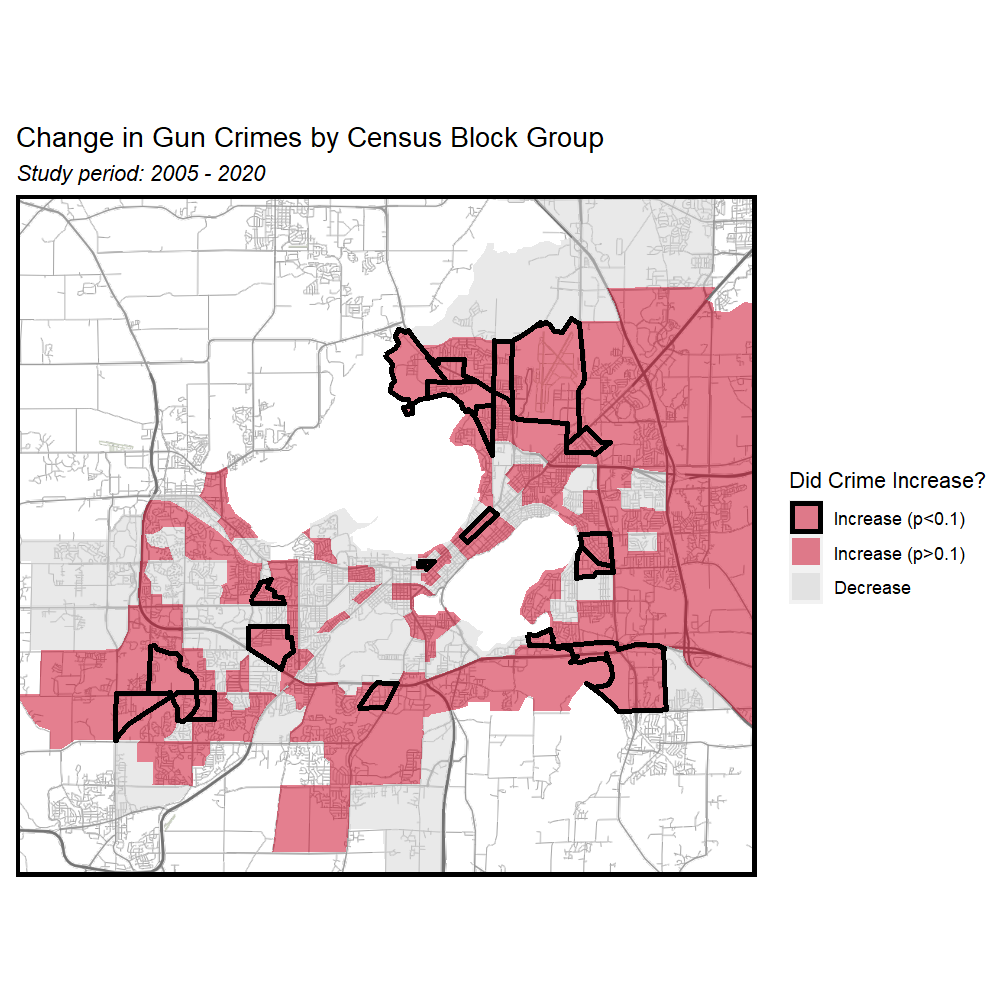 Change in Gun Crimes by Census Block Group
Study period: 2005 - 2020
Did Crime Increase?
Increase (p<0.1)
Increase (p>0.1)
Decrease